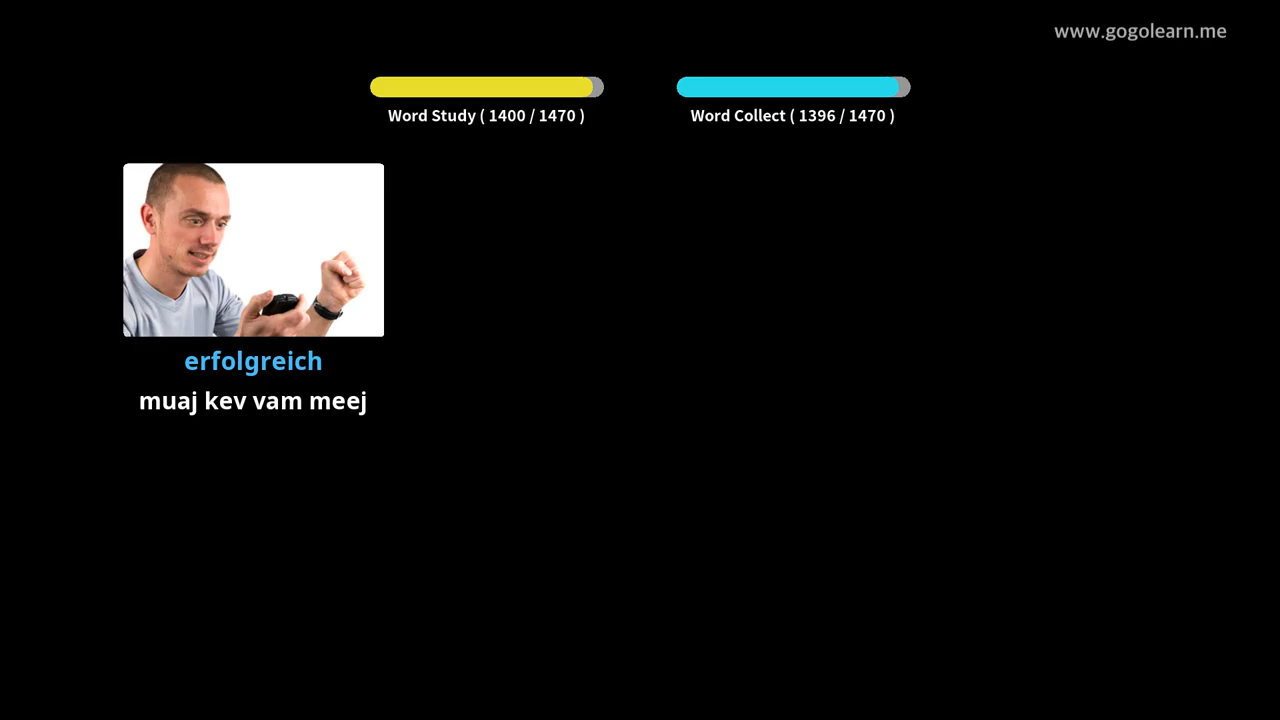 www.gogolearn.me
Word Study ( 1400 / 1470 )
Word Collect ( 1396 / 1470 )
erfolgreich
muaj kev vam meej